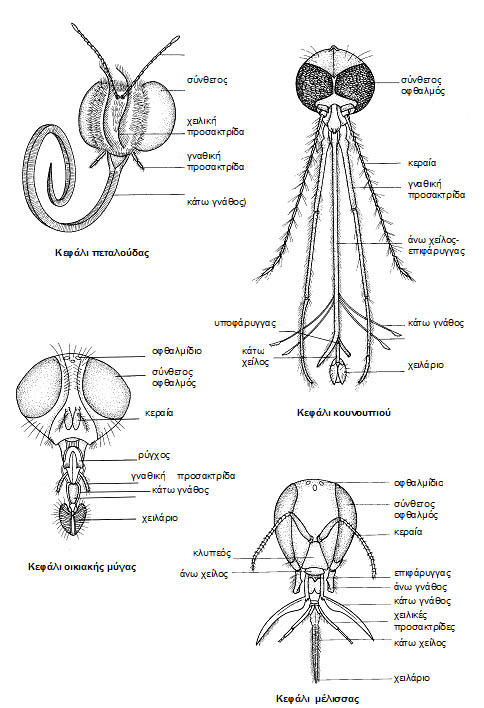 σύνθετος
χειλική
προσακτρίδα
γναθική
προσακτρίδα
κάτω γνάθος)
Κεφάλι πεταλούδας
σύνθετος
οφθαλμός
κεραία
γναθική
προσακτρίδα
άνω χείλος-
επιφάρυγγας
υποφάρυγγας
κάτω
χείλος
κάτω γνάθος
χειλάριο
Κεφάλι κουνουπιού
οφθαλμίδιο
σύνθετος
οφθαλμός
κεραία
ρύγχος
γναθική προσακτρίδα
κάτω γνάθος
χειλάριο
Κεφάλι οικιακής μύγας
οφθαλμίδιο
σύνθετος
οφθαλμός
κεραία
κλυπεός
άνω χείλος
επιφάρυγγας
άνω γνάθος
κάτω γνάθος
χειλικές
προσακτρίδες
κάτω χείλος
χειλάριο
Κεφάλι μέλισσας